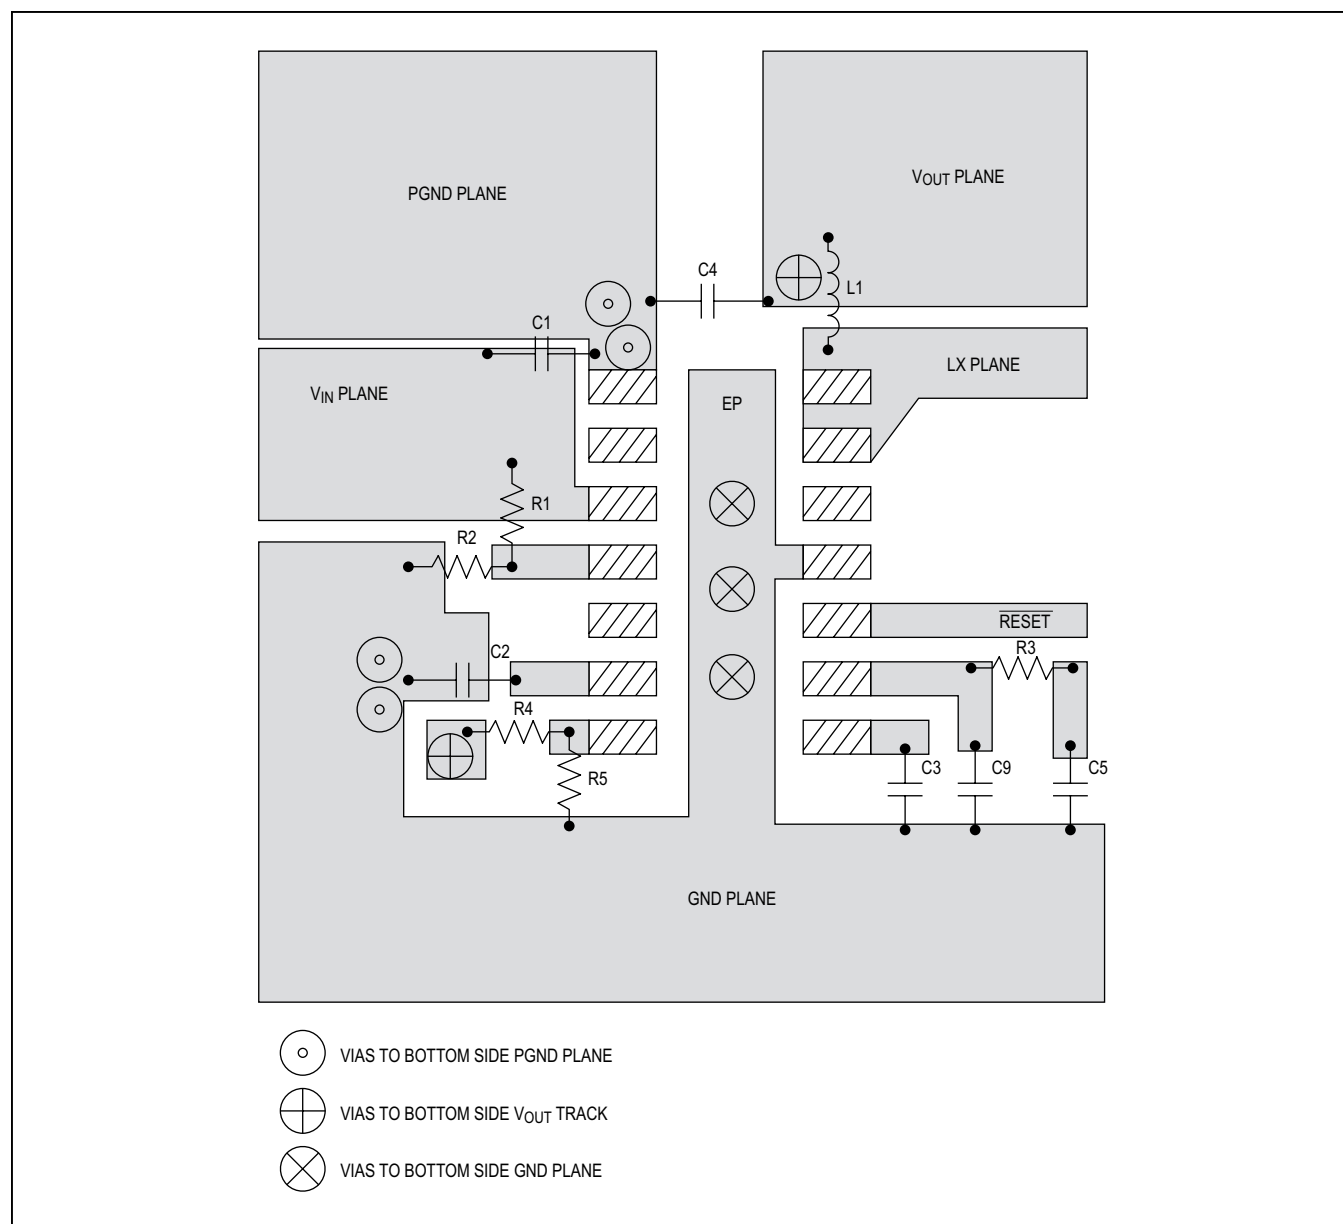 PGND PLANE
VOUT PLANE
C4
L1
C1
LX PLANE
VIN PLANE
EP
R1
R2
RESET
R3
C2
R4
R5
C3
C9
C5
GND PLANE
VIAS TO BOTTOM SIDE PGND PLANE
VIAS TO BOTTOM SIDE VOUT TRACK
VIAS TO BOTTOM SIDE GND PLANE